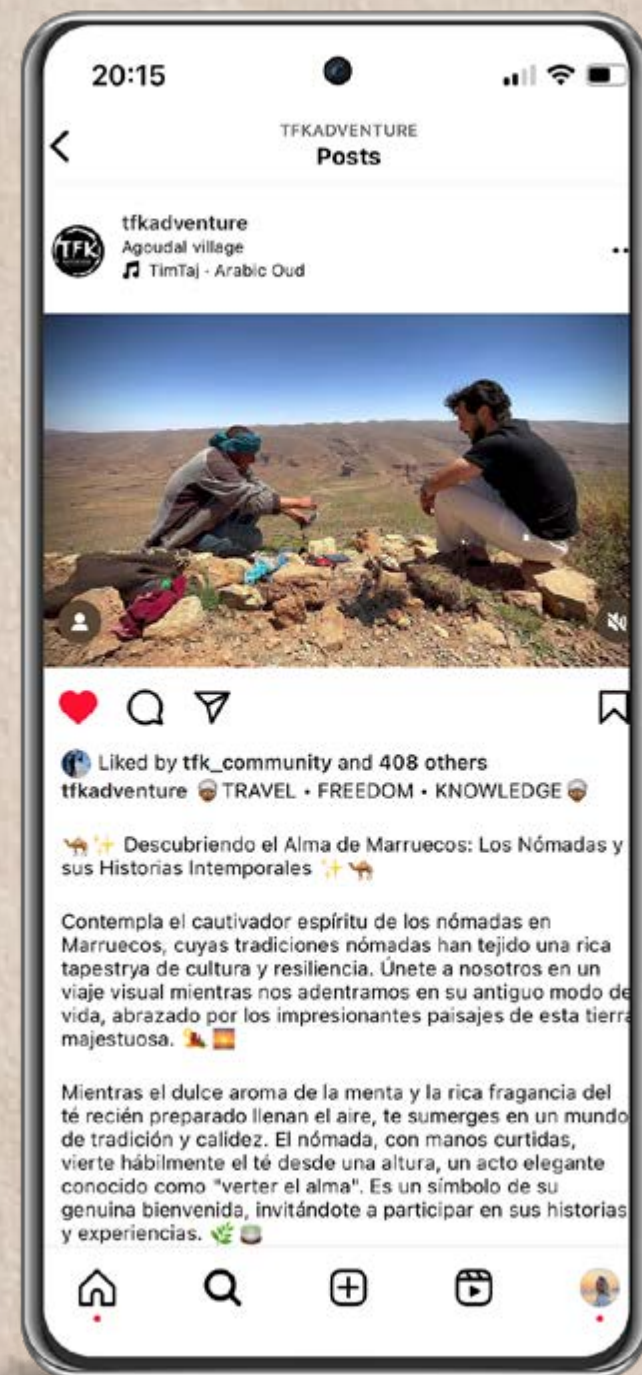 20:15
TFKADVENTURE
Posts
TFK
tfkadventure
Agoudal village
TimTaj - Arabic Oud
Liked by tfk_community and 408 others
tfkadventure TRAVEL • FREEDOM • KNOWLEDGE
Descubriendo el Alma de Marruecos: Los Nómadas y
sus Historias Intemporales
Contempla el cautivador espíritu de los nómadas en
Marruecos, cuyas tradiciones nómadas han tejido una rica
tapestrya de cultura y resiliencia. Únete a nosotros en un
viaje visual mientras nos adentramos en su antiguo modo de
vida, abrazado por los impresionantes paisajes de esta tierra
majestuosa.
Mientras el dulce aroma de la menta y la rica fragancia del
té recién preparado llenan el aire, te sumerges en un mundo
de tradición y calidez. El nómada, con manos curtidas,
vierte hábilmente el té desde una altura, un acto elegante
conocido como "verter el alma". Es un símbolo de su
genuina bienvenida, invitándote a participar en sus historias
y experiencias.